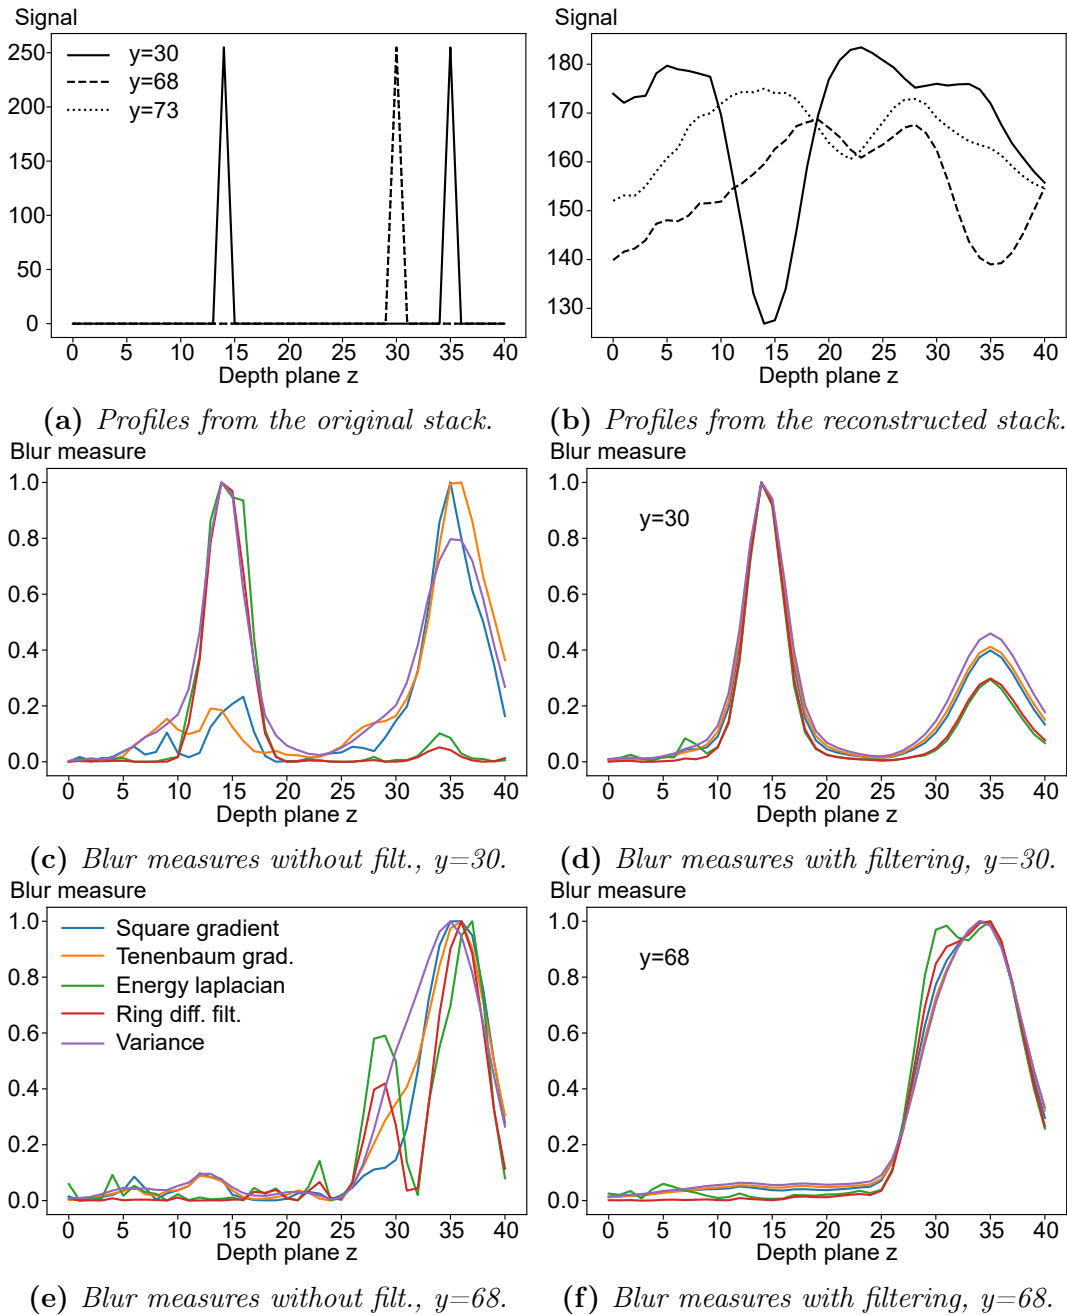 Signal
Signal
250
200
150
100
50
0
y=30
y=68
y=73
0 5 10 15 20 25 30 35 40
Depth plane z
180
170
160
150
140
130
0 5 10 15 20 25 30 35 40
Depth plane z
(a) Profiles from the original stack.
(b) Profiles from the reconstructed stack.
Blur measure
1.0
0.8
0.6
0.4
0.2
0.0
0 5 10 15 20 25 30 35 40
Depth plane z
Blur measure
1.0
0.8
0.6
0.4
0.2
0.0
y=30
0 5 10 15 20 25 30 35 40
Depth plane z
(c) Blur measures without filt., y=30.
(d) Blur measures with filtering, y=30.
Blur measure
1.0
0.8
0.6
0.4
0.2
0.0
Square gradient
Tenenbaum grad.
Energy laplacian
Ring diff. filt.
Variance
0 5 10 15 20 25 30 35 40
Depth plane z
Blur measure
1.0
0.8
0.6
0.4
0.2
0.0
y=68
0 5 10 15 20 25 30 35 40
Depth plane z
(e) Blur measures without filt., y=68.
(f) Blur measures with filtering, y=68.